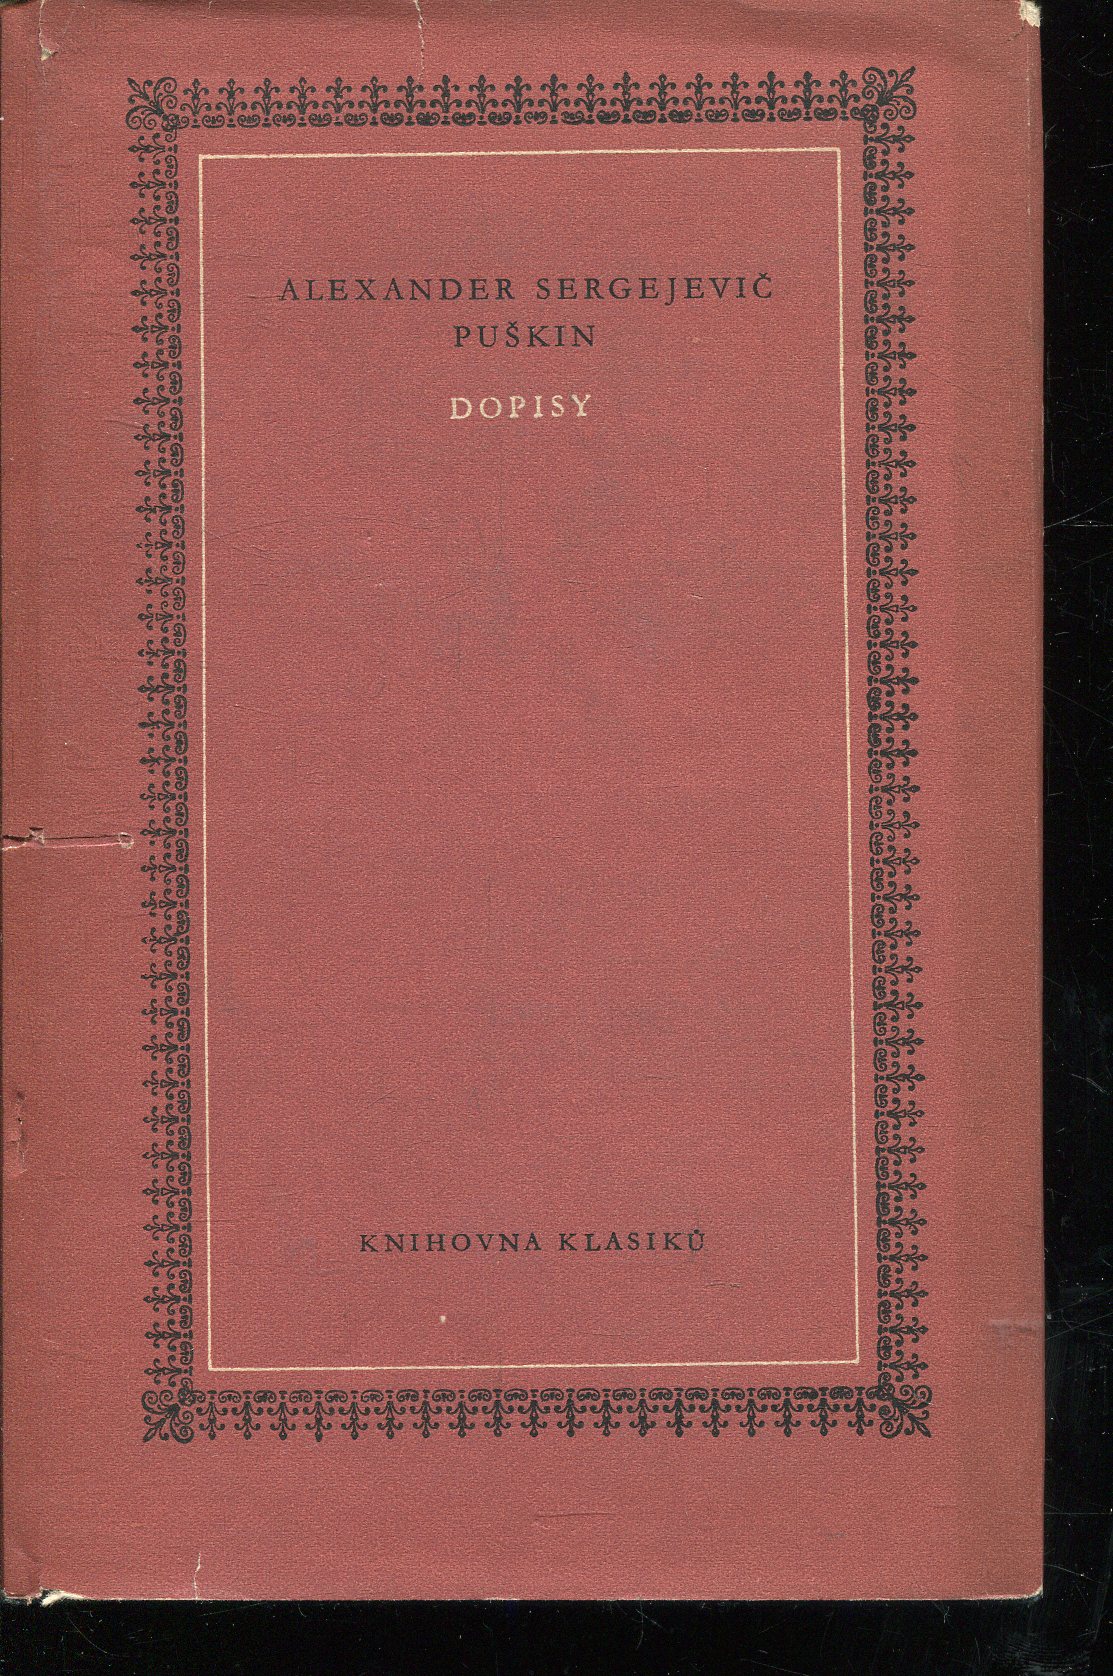 ALEXANDER SERGEJEVIČ
PUŠKIN
DOPISY
KNIHOVNA KLASIKŮ